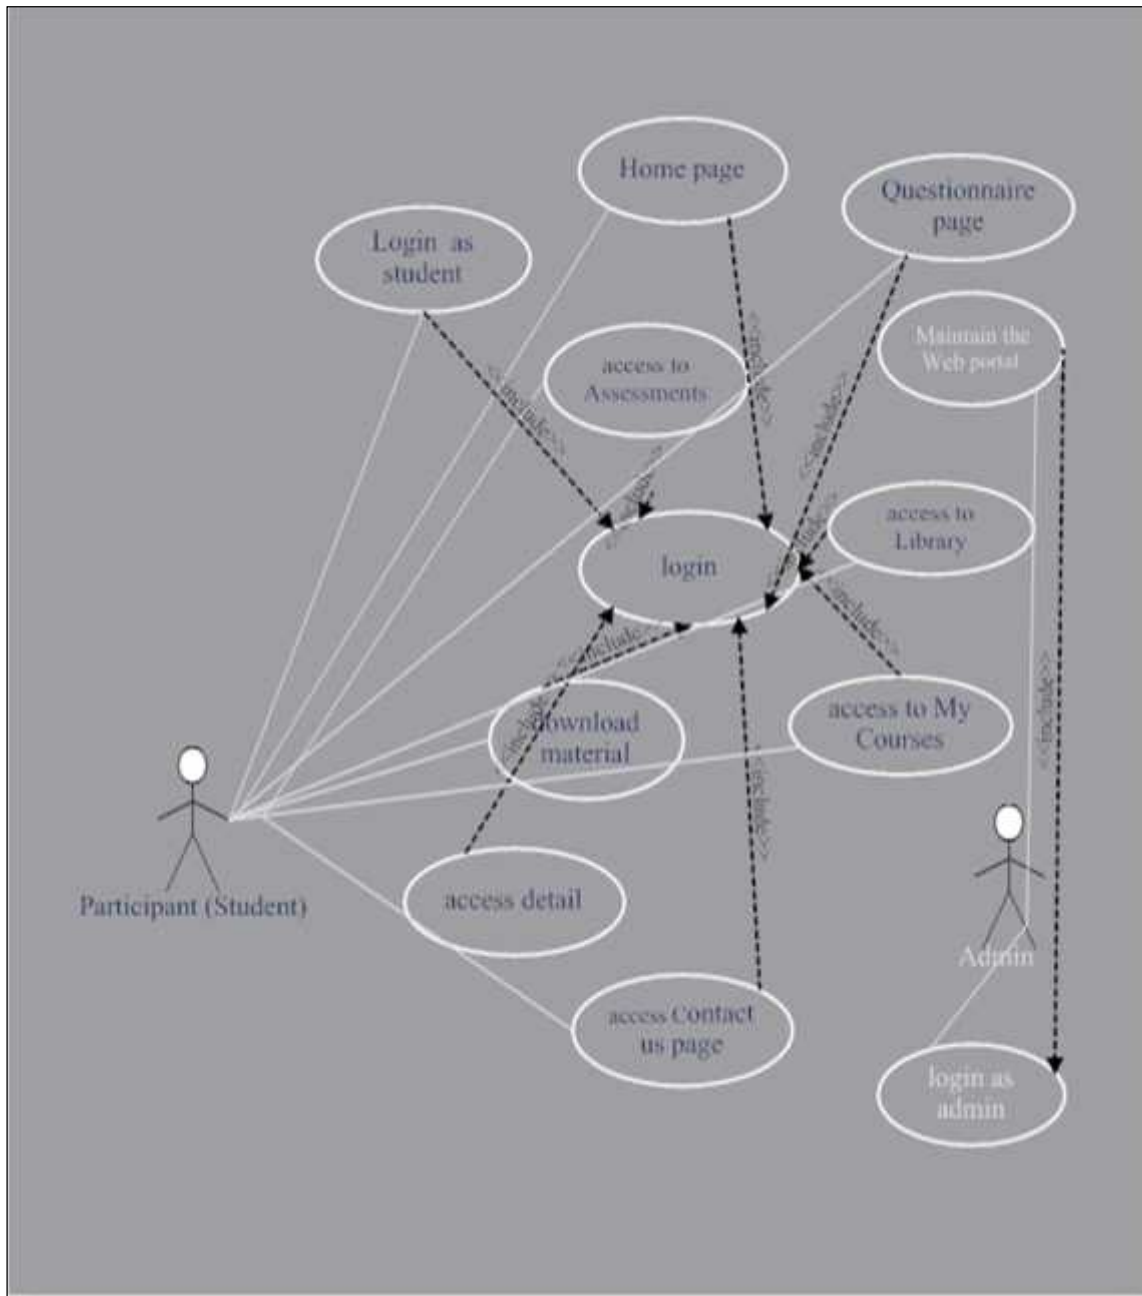 Home page
Questionnaire
page
Login as
student
Maintain the
Web portal
access to
Assessments
<<include>>
<<include>>
<<include>>
access to
Library
login
<<include>>
<<include>>
<<include>>
download
material
access to My
Courses
<<include>>
<<include>>
access detail
Participant (Student)
Admin
access Contact
us page
login as
admin